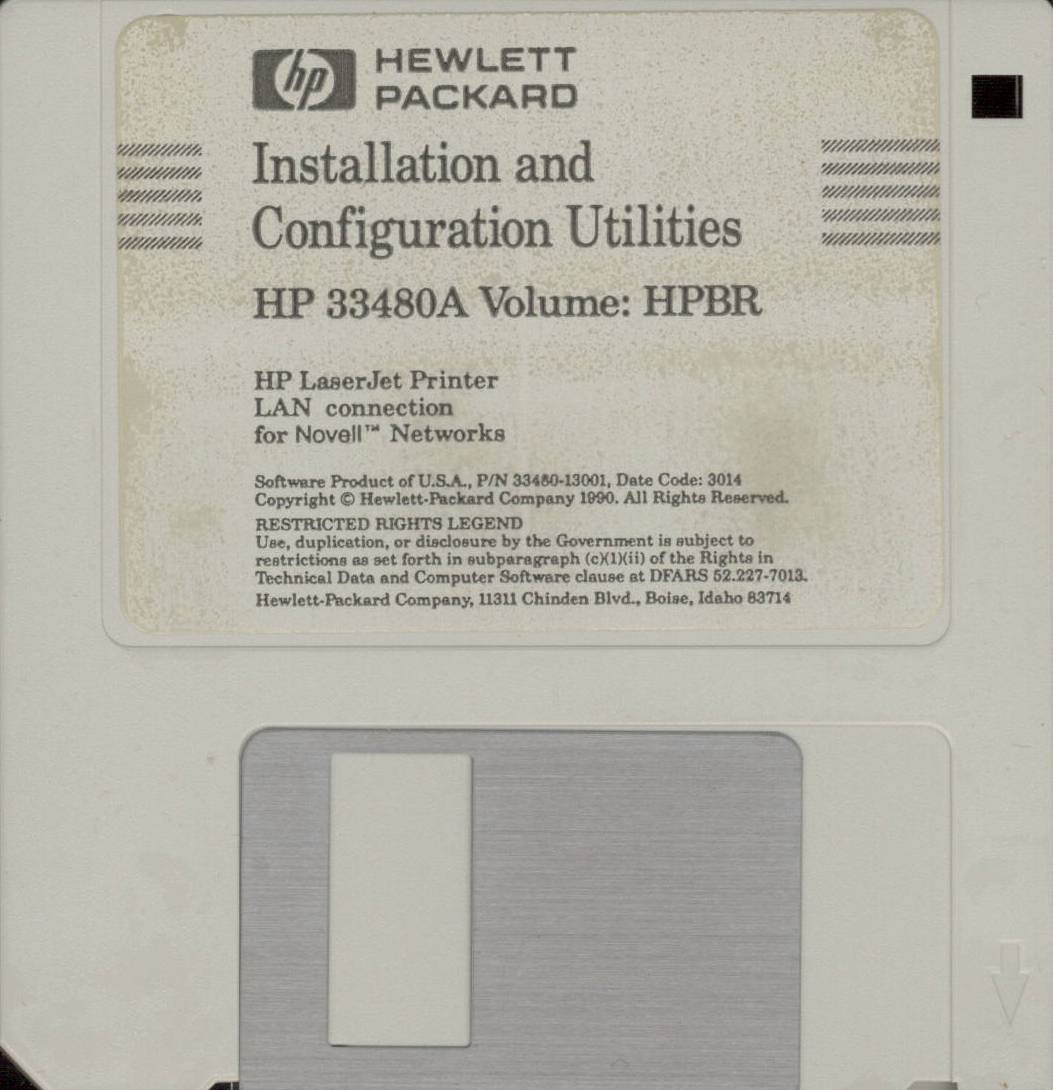 hp HEWLETT
PACKARD
Installation and
Configuration Utilities
HP 33480A Volume: HPBR
HP LaserJet Printer
LAN connection
for Novell™ Networks
Software Product of U.S.A., P/N 33480-13001, Date Code: 3014
Copyright © Hewlett-Packard Company 1990. All Rights Reserved.
RESTRICTED RIGHTS LEGEND
Use, duplication, or disclosure by the Government is subject to
restrictions as set forth in subparagraph (c)(1)(ii) of the Rights in
Technical Data and Computer Software clause at DFARS 52.227-7013.
Hewlett-Packard Company, 11311 Chinden Blvd., Boise, Idaho 83714